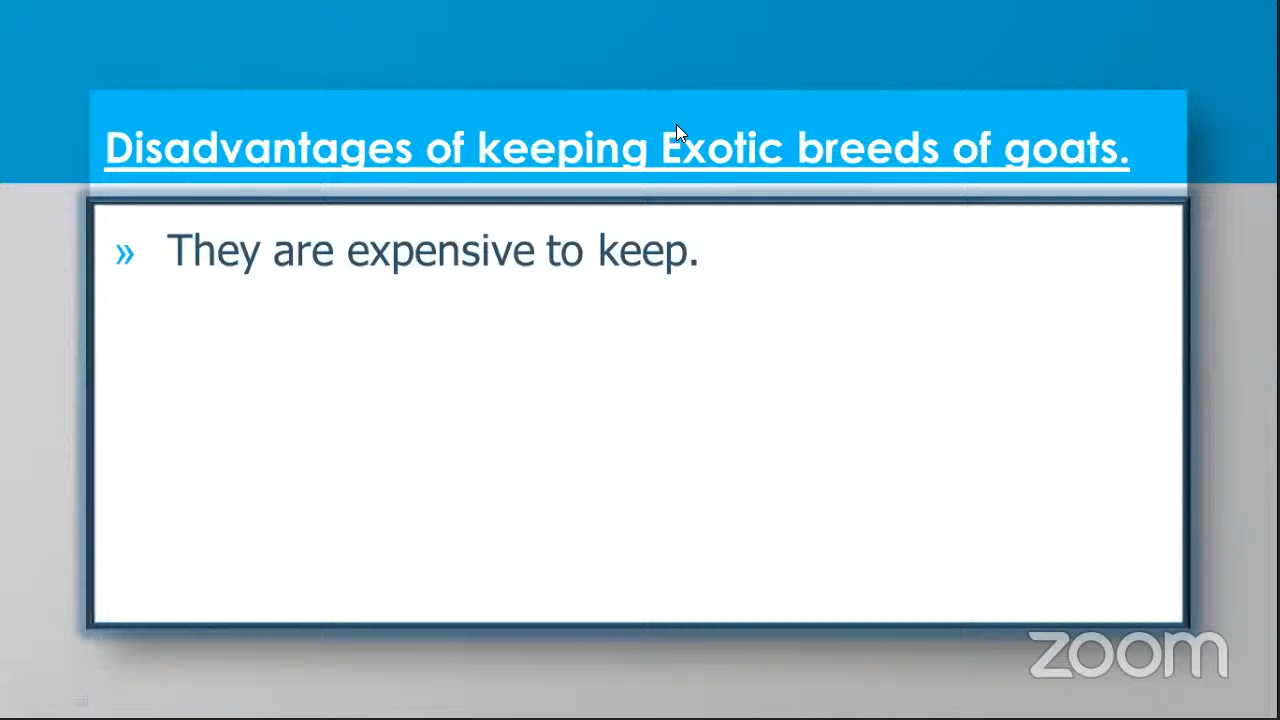 Disadvantages of keeping Exotic breeds of goats.
» They are expensive to keep.
zoom